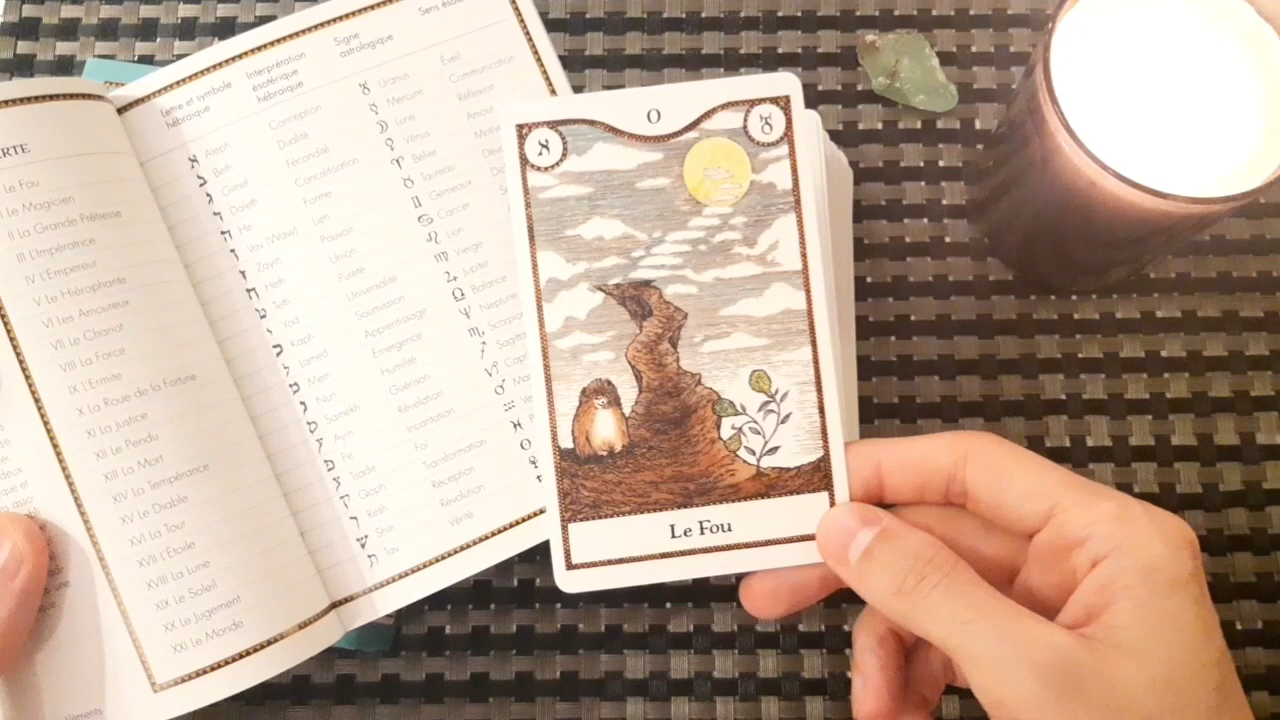 Le Fou
I Le Magicien
II La Grande Prêtresse
III L'Impératrice
IV L'Empereur
V Le Hiérophante
VI Les Amoureux
VII Le Chariot
VIII La Force
IX L'Ermite
X La Roue de la Fortune
XI La Justice
XII Le Pendu
XIII La Mort
XIV La Tempérance
XV Le Diable
XVI La Tour
XVII L'Étoile
XVIII La Lune
XIX Le Soleil
XX Le Jugement
XXI Le Monde
Lettre et symbole
hébraïque
Interprétation
ésotérique
hébraïque
Signe
astrologique
Sens
א Aleph Conception ♉ Uranus Éveil
Beth Dualité ☿ Mercure Communication
Gimel Fécondité ☽ Lune Réflexion
Daleth Concrétisation ♀ Vénus Amour
He Forme ♈ Bélier
Vav (Waw) Lien ♉ Taureau
Zayin Pouvoir ♊ Gémeaux
Heth Union ♋ Cancer
Teth Pureté ♌ Lion
Yod Universalité ♍ Vierge
Kaph Soumission ♃ Jupiter
Lamed Apprentissage Balance
Mem Émergence ♆ Neptune
Nun Humilité ♏ Scorpio
Samekh Guérison ♐ Sagitt
Ayin Révélation ♑ Cap
Pe Incantation ♂
Tsade Foi ♒
Qoph Transformation ♓
Resh Réception
Shin Révolution
ת Tav Vérité
0
א ♉
Le Fou